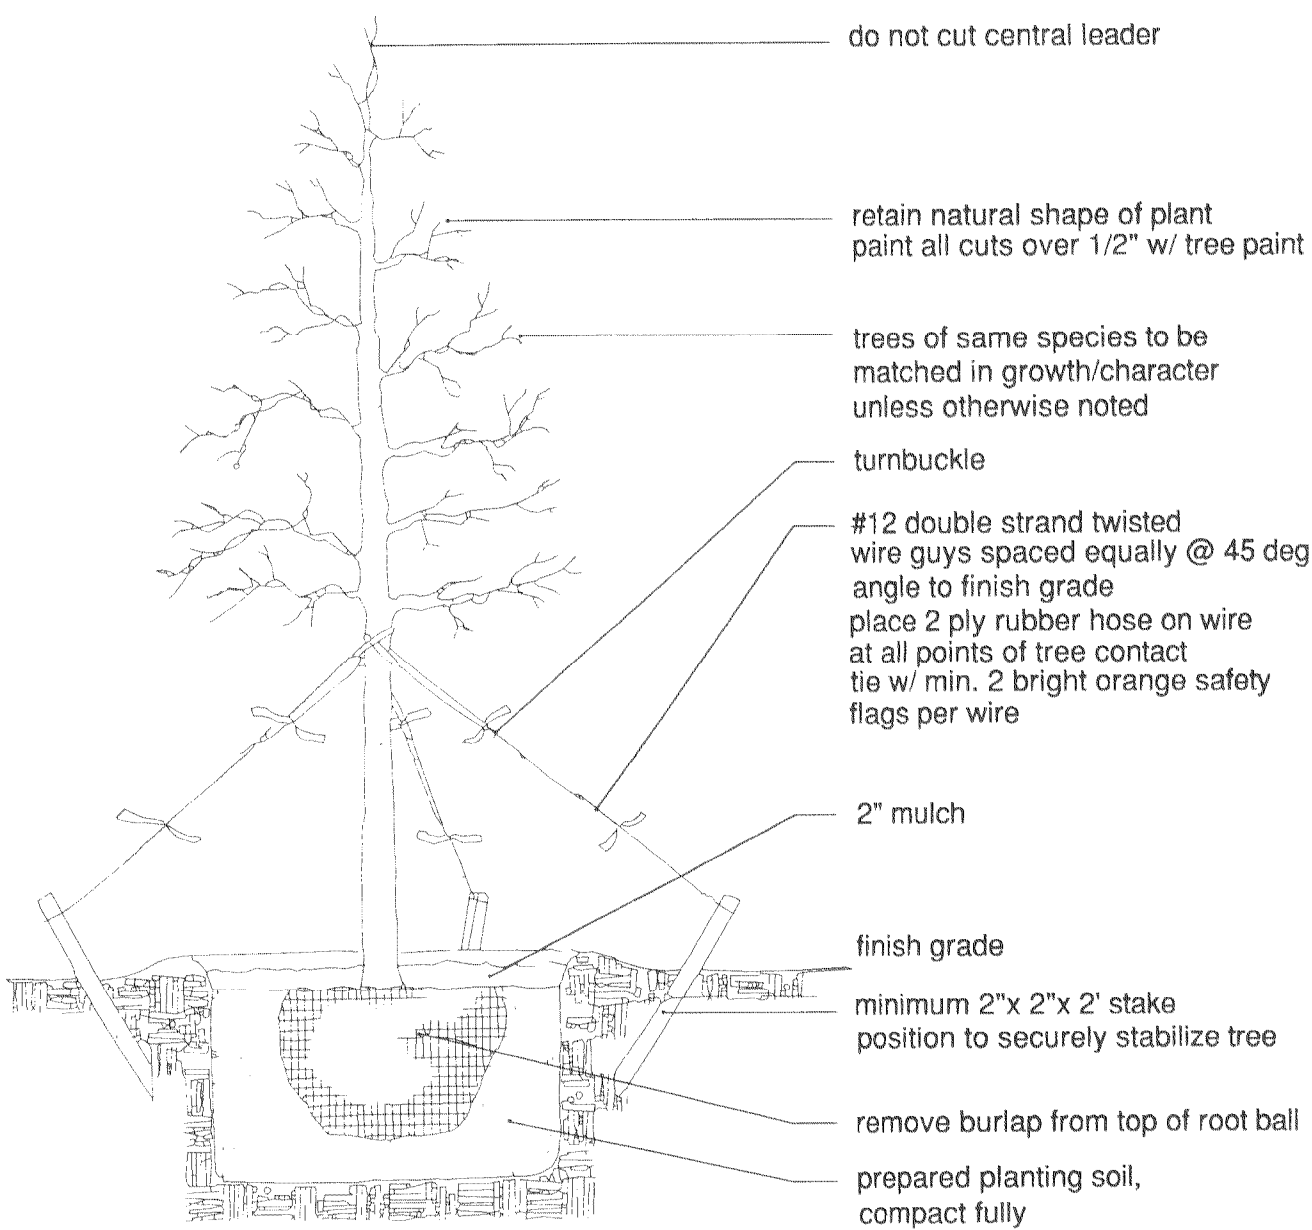 do not cut central leader
retain natural shape of plant
paint all cuts over 1/2" w/ tree paint
trees of same species to be
matched in growth/character
unless otherwise noted
turnbuckle
#12 double strand twisted
wire guys spaced equally @ 45 deg
angle to finish grade
place 2 ply rubber hose on wire
at all points of tree contact
tie w/ min. 2 bright orange safety
flags per wire
2" mulch
finish grade
minimum 2"x 2"x 2' stake
position to securely stabilize tree
remove burlap from top of root ball
prepared planting soil,
compact fully